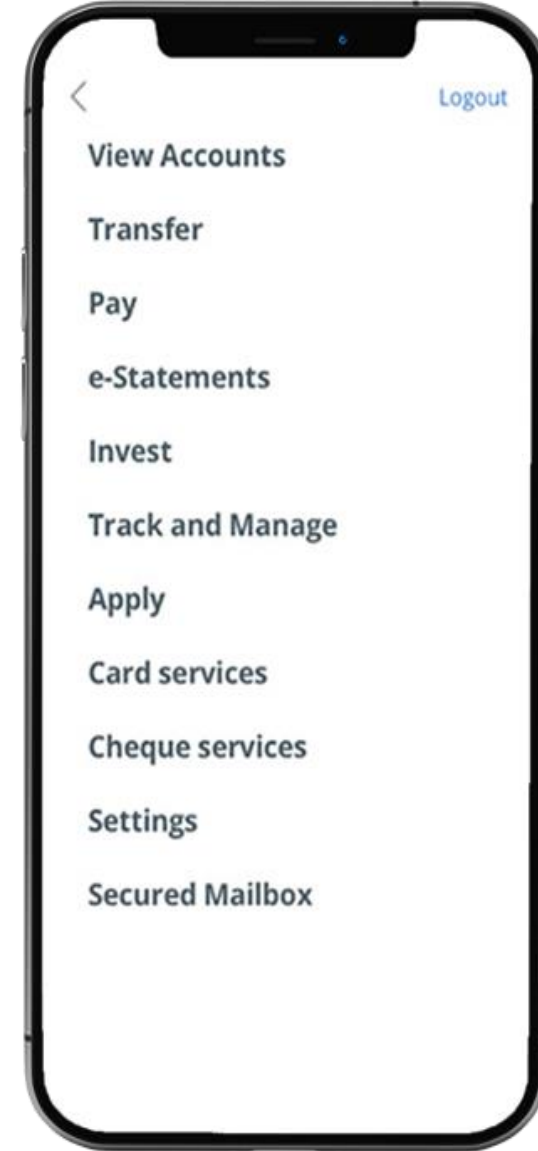 Logout
View Accounts
Transfer
Pay
e-Statements
Invest
Track and Manage
Apply
Card services
Cheque services
Settings
Secured Mailbox